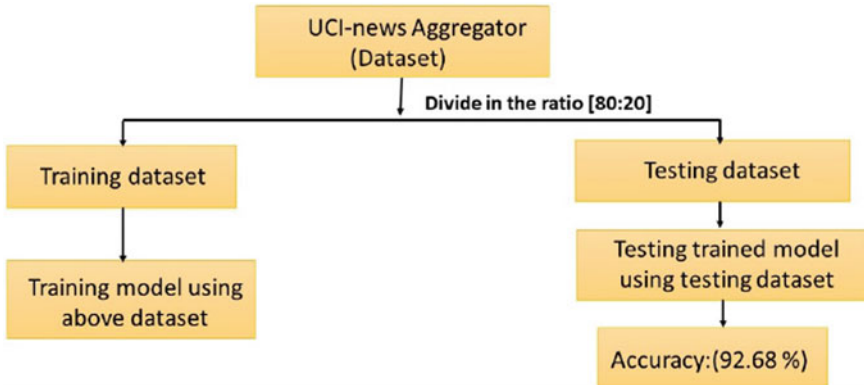 UCI-news Aggregator
(Dataset)
Divide in the ratio [80:20]
Training dataset
Testing dataset
Training model using
above dataset
Testing trained model
using testing dataset
Accuracy:(92.68 %)